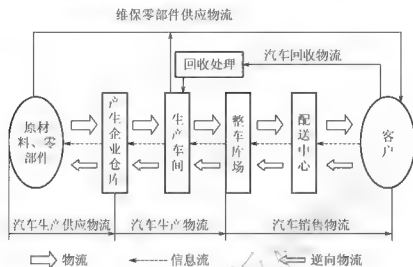 维保零部件供应物流
回收处理
汽车回收物流
原材
料、零
部件
产生企业仓库
生产车间
整车库场
配送中心
客户
汽车生产供应物流
汽车生产物流
汽车销售物流
物流
信息流
逆向物流